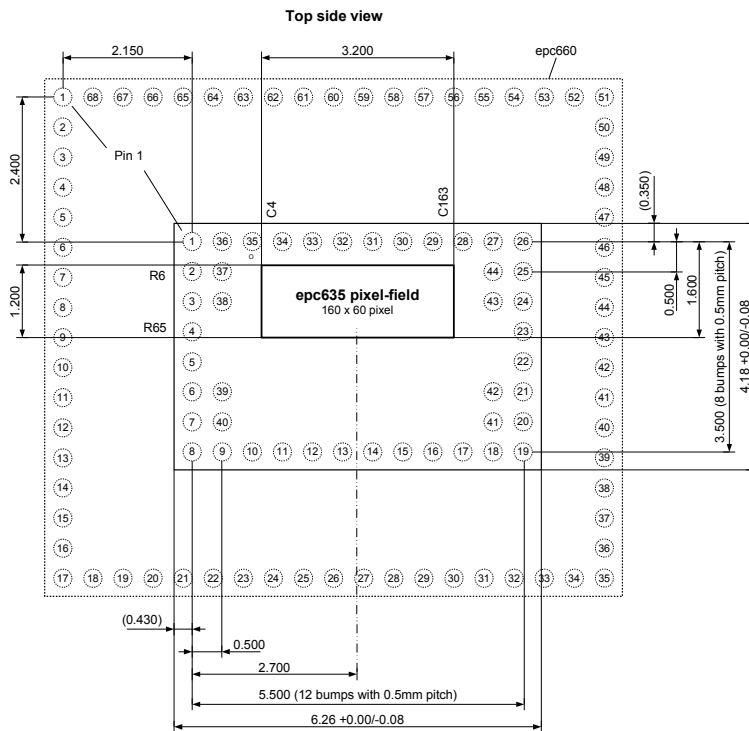 Top side view
2.150
3.200
epc660
1 68 67 66 65 64 63 62 61 60 59 58 57 56 55 54 53 52 51
2 50
3 49
Pin 1
4 48
2.400
C4
C163
(0.350)
5 47
1 36 35 34 33 32 31 30 29 28 27 26
6 46
R6
2 37 44 25
7 45
1.200
epc635 pixel-field
160 x 60 pixel
3 38 43 24
8 44
0.500
1.600
R65
4 23
9 43
5 22
10 42
6 39 42 21
11 41
7 40 41 20
12 40
8 9 10 11 12 13 14 15 16 17 18 19
13 39
3.500 (8 bumps with 0.5mm pitch)
4.18 +0.00/-0.08
14 38
15 37
16 36
17 18 19 20 21 22 23 24 25 26 27 28 29 30 31 32 33 34 35
(0.430)
0.500
2.700
5.500 (12 bumps with 0.5mm pitch)
6.26 +0.00/-0.08